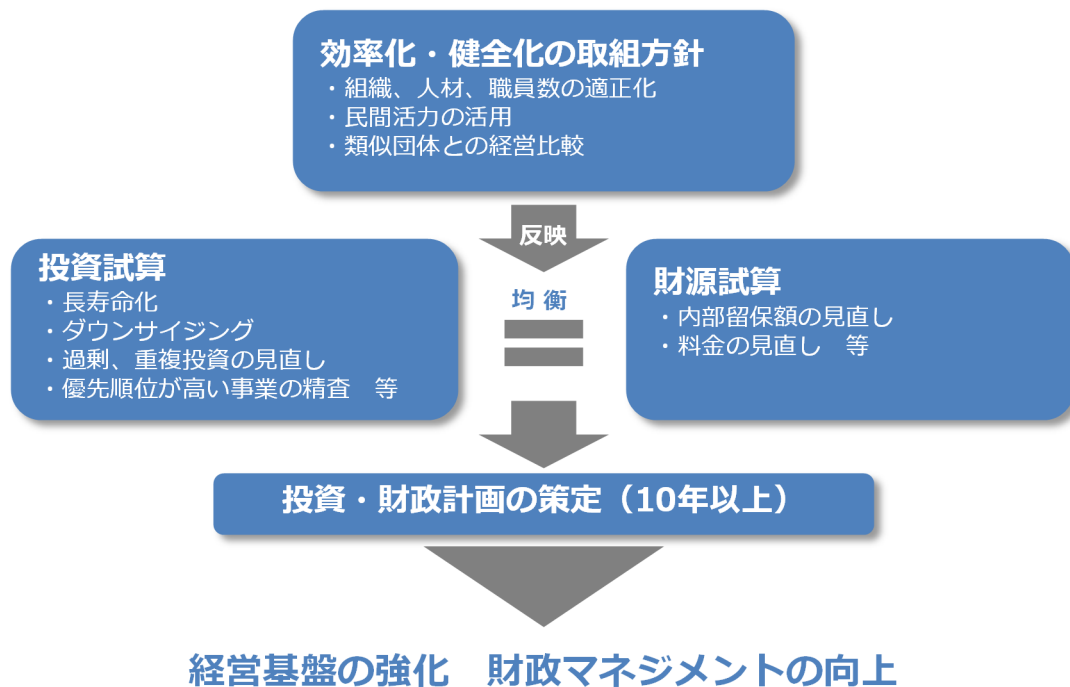 効率化・健全化の取組方針
・組織、人材、職員数の適正化
・民間活力の活用
・類似団体との経営比較
反映
投資試算
・長寿命化
・ダウンサイジング
・過剰、重複投資の見直し
・優先順位が高い事業の精査　等
均 衡
財源試算
・内部留保額の見直し
・料金の見直し　等
投資・財政計画の策定（10年以上）
経営基盤の強化　財政マネジメントの向上